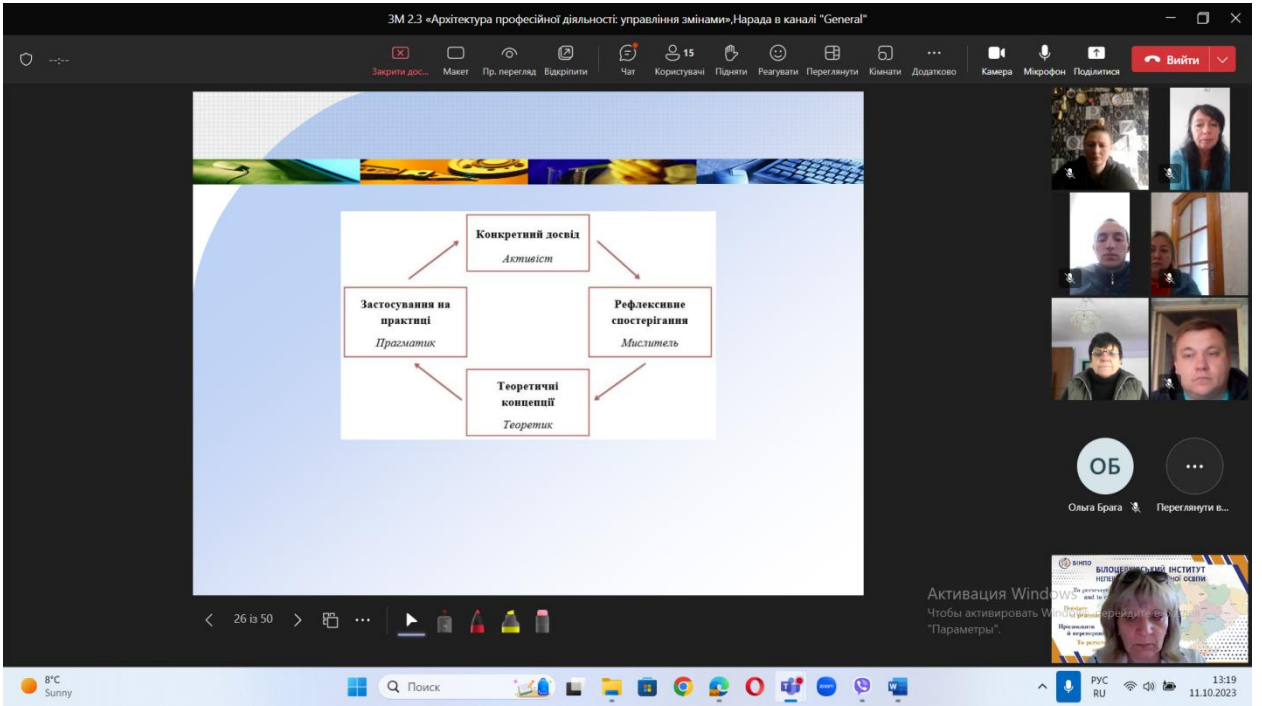 ЗМ 2.3 «Архітектура професійної діяльності: управління змінами»,Нарада в каналі "General"
--:--
Закрити дос...
Макет
Пр. перегляд
Відкріпити
Чат
15
Користувачі
Підняти
Реагувати
Переглянути
Кімнати
Додатково
Камера
Мікрофон
Поділитися
Вийти
Конкретний досвід
Активіст
Застосування на
практиці
Прагматик
Рефлексивне
спостерігання
Мислитель
Теоретичні
концепції
Теоретик
ОБ
Ольга Брага
Переглянути в...
БІНПО
БІЛОЦЕРКІВСЬКИЙ ІНСТИТУТ
Активация Windows
Чтобы активировать Windows, перейдите в
"Параметры".
26 із 50
8°C
Sunny
Поиск
zoom
РУС
RU
13:19
11.10.2023